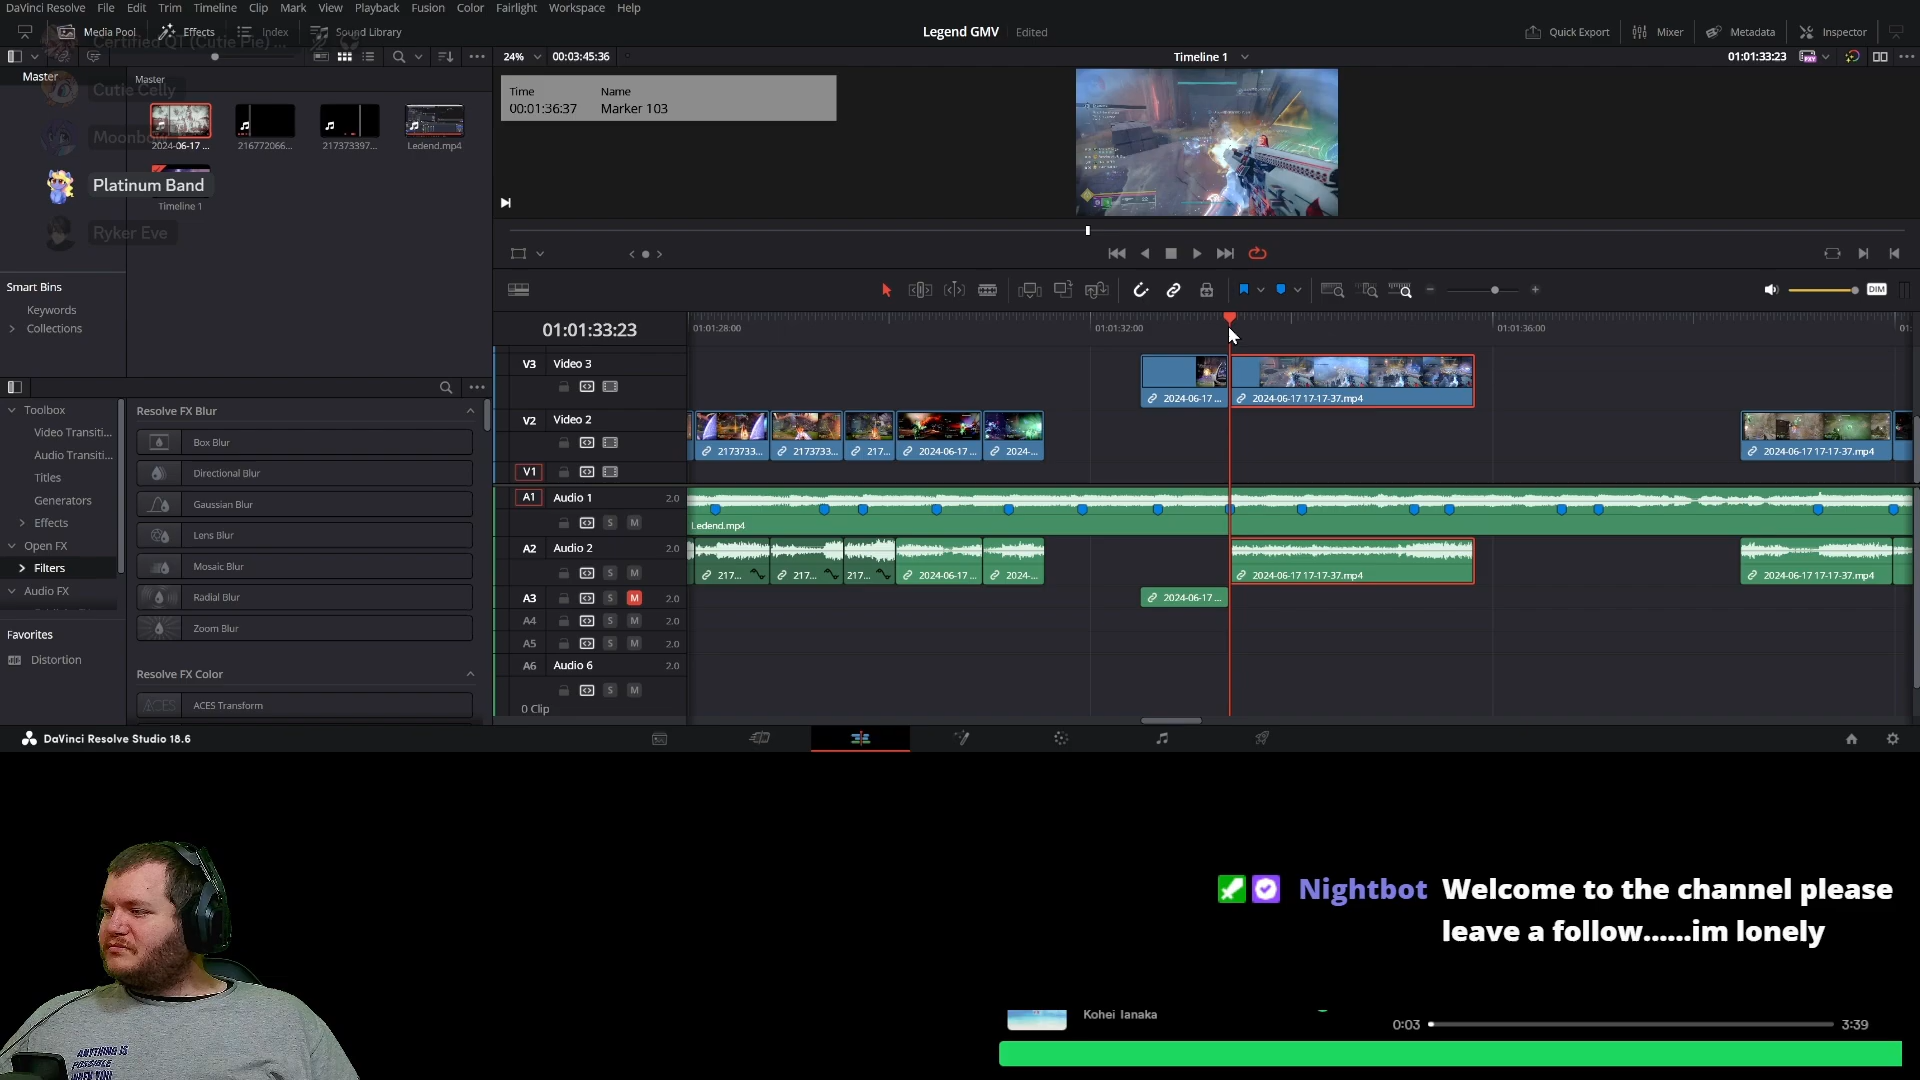 DaVinci Resolve File Edit Trim Timeline Clip Mark View Playback Fusion Color Fairlight Workspace Help
Media Pool Effects Index Sound Library Legend GMV Edited Quick Export Mixer Metadata Inspector
Certified QT (Cutie Pie) ...
24% 00:03:45:36 Timeline 1 01:01:33:23
Master Master
Cutie Celly
Moonbow
2024-06-17 ... 216772066... 217373397... Ledend.mp4
Platinum Band
Timeline 1
Ryker Eve
Time Name
00:01:36:37 Marker 103
Smart Bins
Keywords
Collections
DIM
01:01:33:23 01:01:28:00 01:01:32:00 01:01:36:00 01:
V3 Video 3
2024-06-17 ... 2024-06-17 17-17-37.mp4
V2 Video 2
2173733... 2173733... 217... 2024-06-17 ... 2024-... 2024-06-17 17-17-37.mp4
V1
A1 Audio 1 2.0
S M Ledend.mp4
A2 Audio 2 2.0
S M 217... 217... 217... 2024-06-17 ... 2024-... 2024-06-17 17-17-37.mp4 2024-06-17 17-17-37.mp4
A3 S M 2.0 2024-06-17 ...
A4 S M 2.0
A5 S M 2.0
A6 Audio 6 2.0
S M
0 Clip
Toolbox
Video Transiti...
Audio Transiti...
Titles
Generators
Effects
Open FX
Filters
Audio FX
Favorites
Distortion
Resolve FX Blur
Box Blur
Directional Blur
Gaussian Blur
Lens Blur
Mosaic Blur
Radial Blur
Zoom Blur
Resolve FX Color
ACES ACES Transform
DaVinci Resolve Studio 18.6
Nightbot Welcome to the channel please
leave a follow......im lonely
Kohei Tanaka
0:03 3:39
ANYTHING IS
POSSIBLE